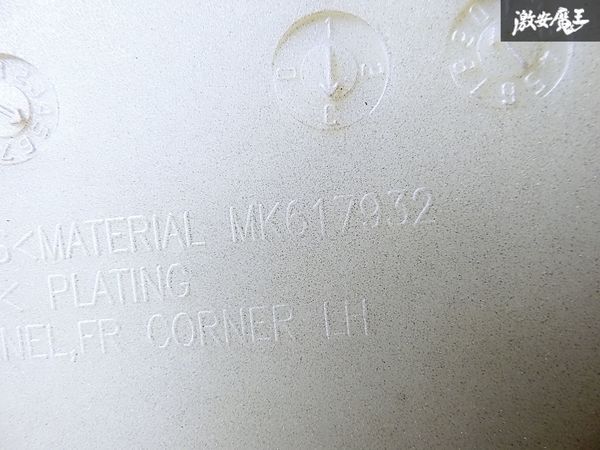 激安魔王
S<MATERIAL MK617932
< PLATING
NEL,FR CORNER LH